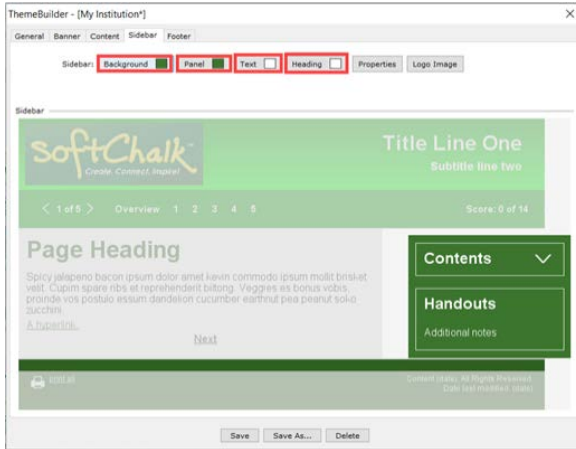 ThemeBuilder - [My Institution*]
General Banner Content Sidebar Footer
Sidebar: Background Panel Text Heading Properties Logo Image
Sidebar
SoftChalk
Create. Connect. Inspire!
Title Line One
Subtitle line two
< 1 of 5 > Overview 1 2 3 4 5 Score: 0 of 14
Page Heading
Spicy jalapeno bacon ipsum dolor amet kevin commodo ipsum mollit brisket
velit. Cupim spare ribs et reprehenderit biltong. Veggies es bonus vobis,
proinde vos postulo essum dandelion cucumber earthnut pea peanut soko
zucchini.
A hyperlink.
Next
Contents
Handouts
Additional notes
Content (date). All Rights Reserved.
Date last modified: (date)
Save Save As... Delete